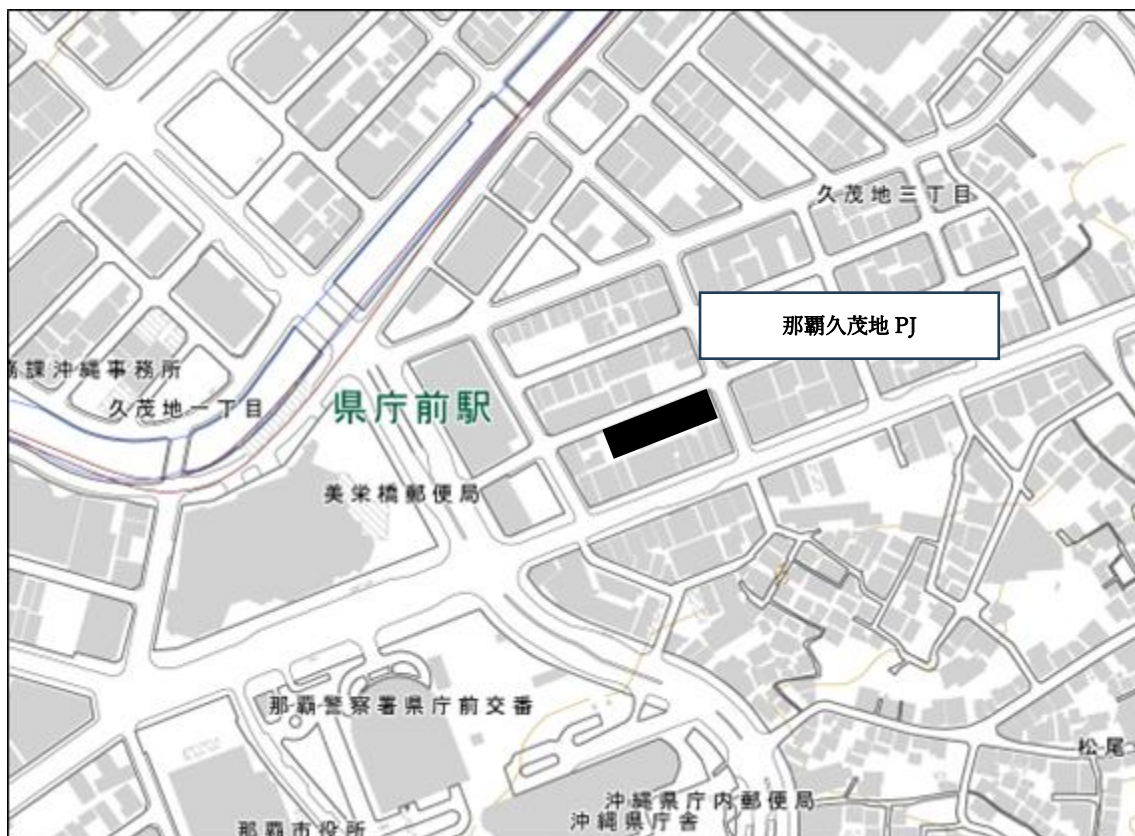 久茂地三丁目
那覇久茂地 PJ
務課沖縄事務所
久茂地一丁目
県庁前駅
美栄橋郵便局
那覇警察署県庁前交番
松尾
沖縄県庁内郵便局
沖縄県庁舎
那覇市役所